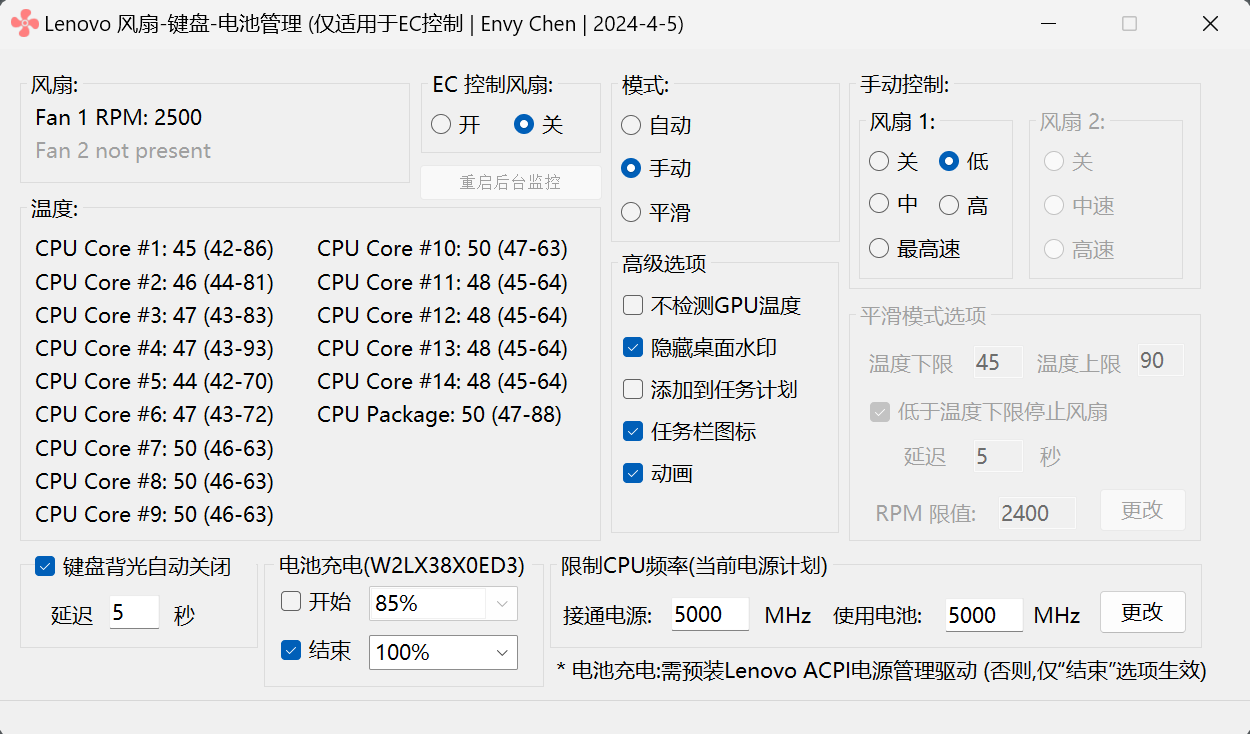 Lenovo 风扇-键盘-电池管理 (仅适用于EC控制 | Envy Chen | 2024-4-5)
风扇:
Fan 1 RPM: 2500
Fan 2 not present
EC 控制风扇:
开 关
重启后台监控
温度:
CPU Core #1: 45 (42-86) CPU Core #10: 50 (47-63)
CPU Core #2: 46 (44-81) CPU Core #11: 48 (45-64)
CPU Core #3: 47 (43-83) CPU Core #12: 48 (45-64)
CPU Core #4: 47 (43-93) CPU Core #13: 48 (45-64)
CPU Core #5: 44 (42-70) CPU Core #14: 48 (45-64)
CPU Core #6: 47 (43-72) CPU Package: 50 (47-88)
CPU Core #7: 50 (46-63)
CPU Core #8: 50 (46-63)
CPU Core #9: 50 (46-63)
模式:
自动
手动
平滑
高级选项
不检测GPU温度
隐藏桌面水印
添加到任务计划
任务栏图标
动画
手动控制:
风扇 1:
关 低
中 高
最高速
风扇 2:
关
中速
高速
平滑模式选项
温度下限 45 温度上限 90
低于温度下限停止风扇
延迟 5 秒
RPM 限值: 2400 更改
键盘背光自动关闭
延迟 5 秒
电池充电(W2LX38X0ED3)
开始 85%
结束 100%
限制CPU频率(当前电源计划)
接通电源: 5000 MHz 使用电池: 5000 MHz 更改
* 电池充电:需预装Lenovo ACPI电源管理驱动 (否则,仅“结束”选项生效)